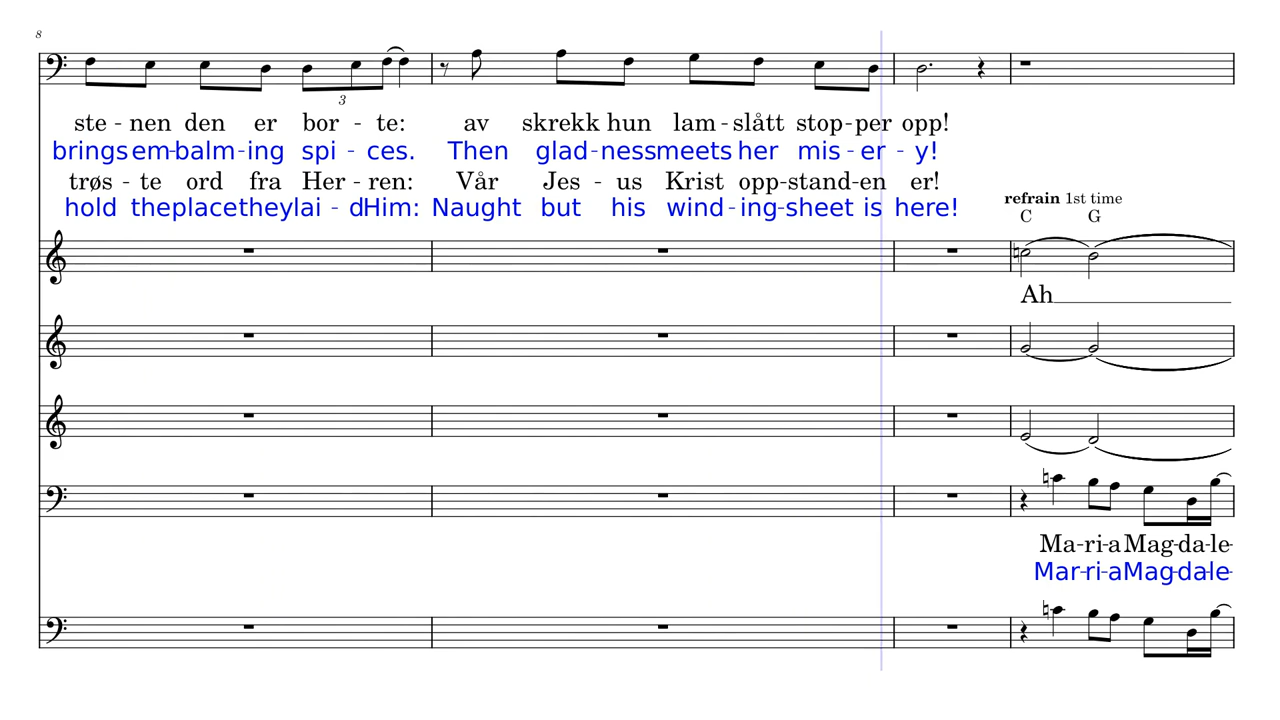 8
3
ste - nen den er bor - te: av skrekk hun lam - slått stop - per opp!
brings em - balm - ing spi - ces. Then glad - ness meets her mis - er - y!
trøs - te ord fra Her - ren: Vår Jes - us Krist opp - stand - en er!
hold the place they lai - d Him: Naught but his wind - ing - sheet is here!
refrain 1st time
C G
Ah
Ma - ri - a Mag - da - le -
Mar - ri - a Mag - da - le -